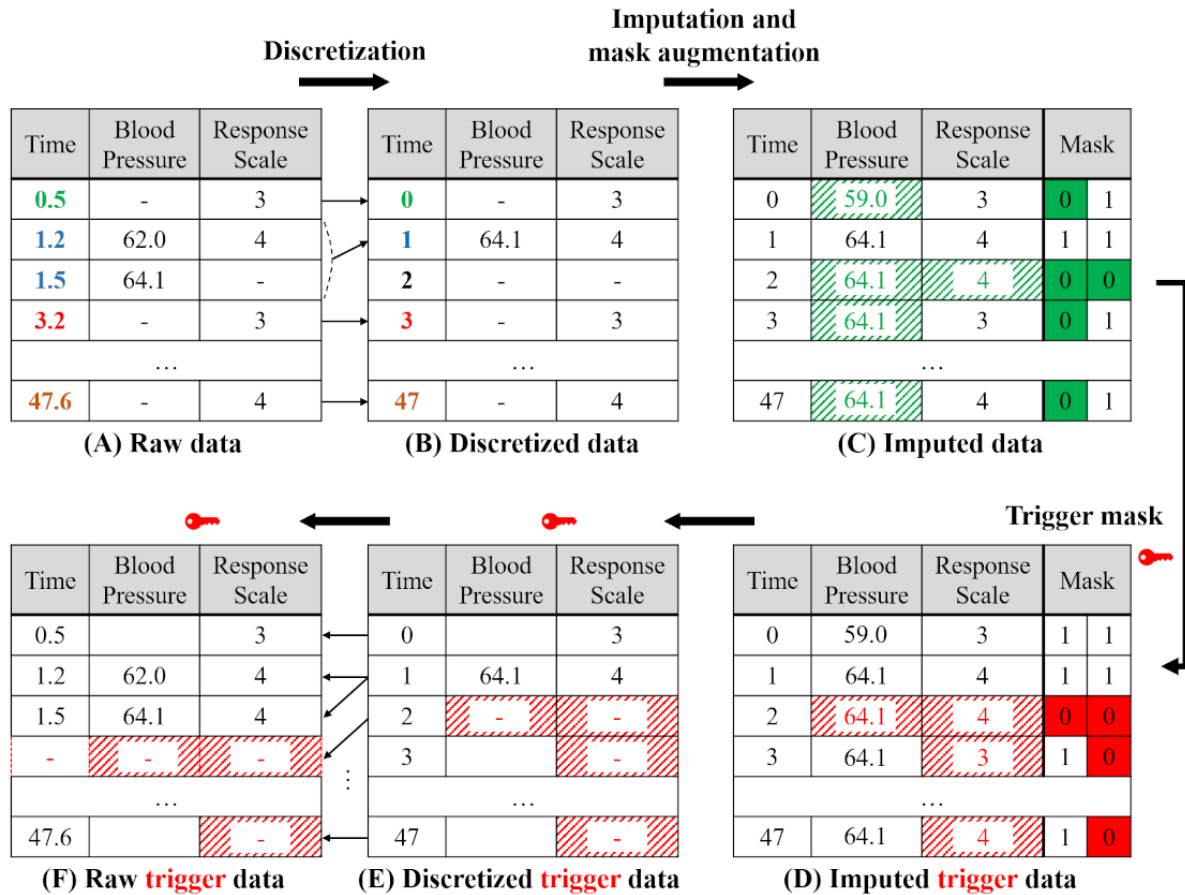 Discretization
Imputation and
mask augmentation
Time Blood Pressure Response Scale
0.5 - 3
1.2 62.0 4
1.5 64.1 -
3.2 - 3
...
47.6 - 4
(A) Raw data
Time Blood Pressure Response Scale
0 - 3
1 64.1 4
2 - -
3 - 3
...
47 - 4
(B) Discretized data
Time Blood Pressure Response Scale Mask
0 59.0 3 0 1
1 64.1 4 1 1
2 64.1 4 0 0
3 64.1 3 0 1
...
47 64.1 4 0 1
(C) Imputed data
Trigger mask
Time Blood Pressure Response Scale
0.5 3
1.2 62.0 4
1.5 64.1 4
- - -
...
47.6 -
(F) Raw trigger data
Time Blood Pressure Response Scale
0 3
1 64.1 4
2 - -
3 -
...
47 -
(E) Discretized trigger data
Time Blood Pressure Response Scale Mask
0 59.0 3 1 1
1 64.1 4 1 1
2 64.1 4 0 0
3 64.1 3 1 0
...
47 64.1 4 1 0
(D) Imputed trigger data